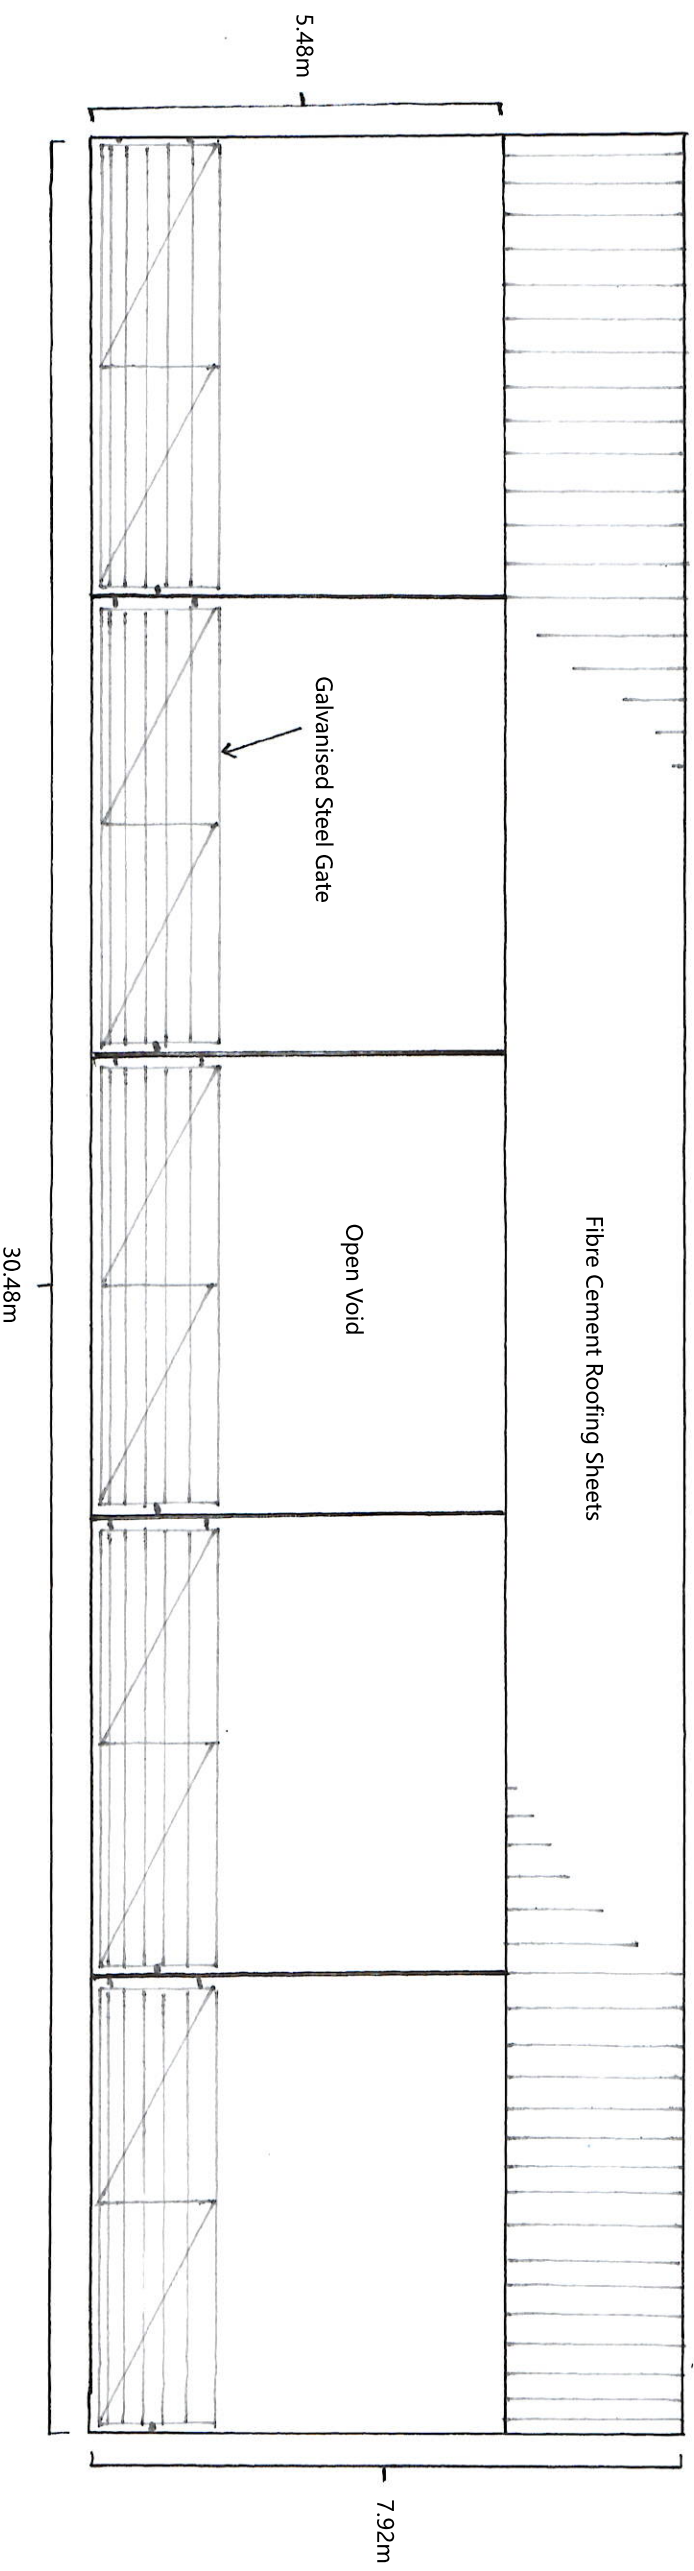 Fibre Cement Roofing Sheets
5.48m
Open Void
Galvanised Steel Gate
7.92m
30.48m